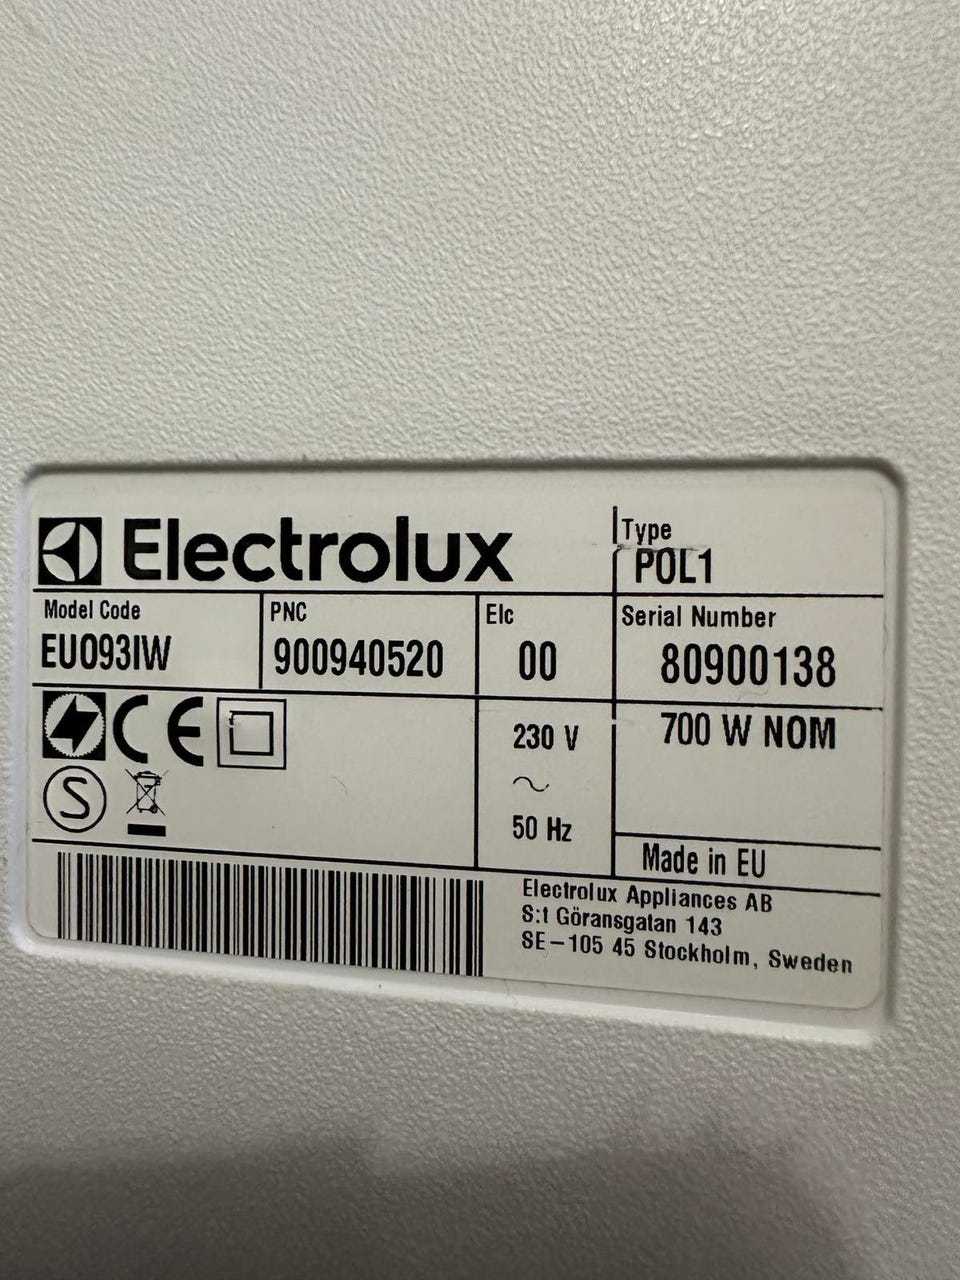 Electrolux
Type
POL1
Model Code
EUO93IW
PNC
900940520
Elc
00
Serial Number
80900138
S
230 V
~
50 Hz
700 W NOM
Made in EU
Electrolux Appliances AB
S:t Göransgatan 143
SE-105 45 Stockholm, Sweden